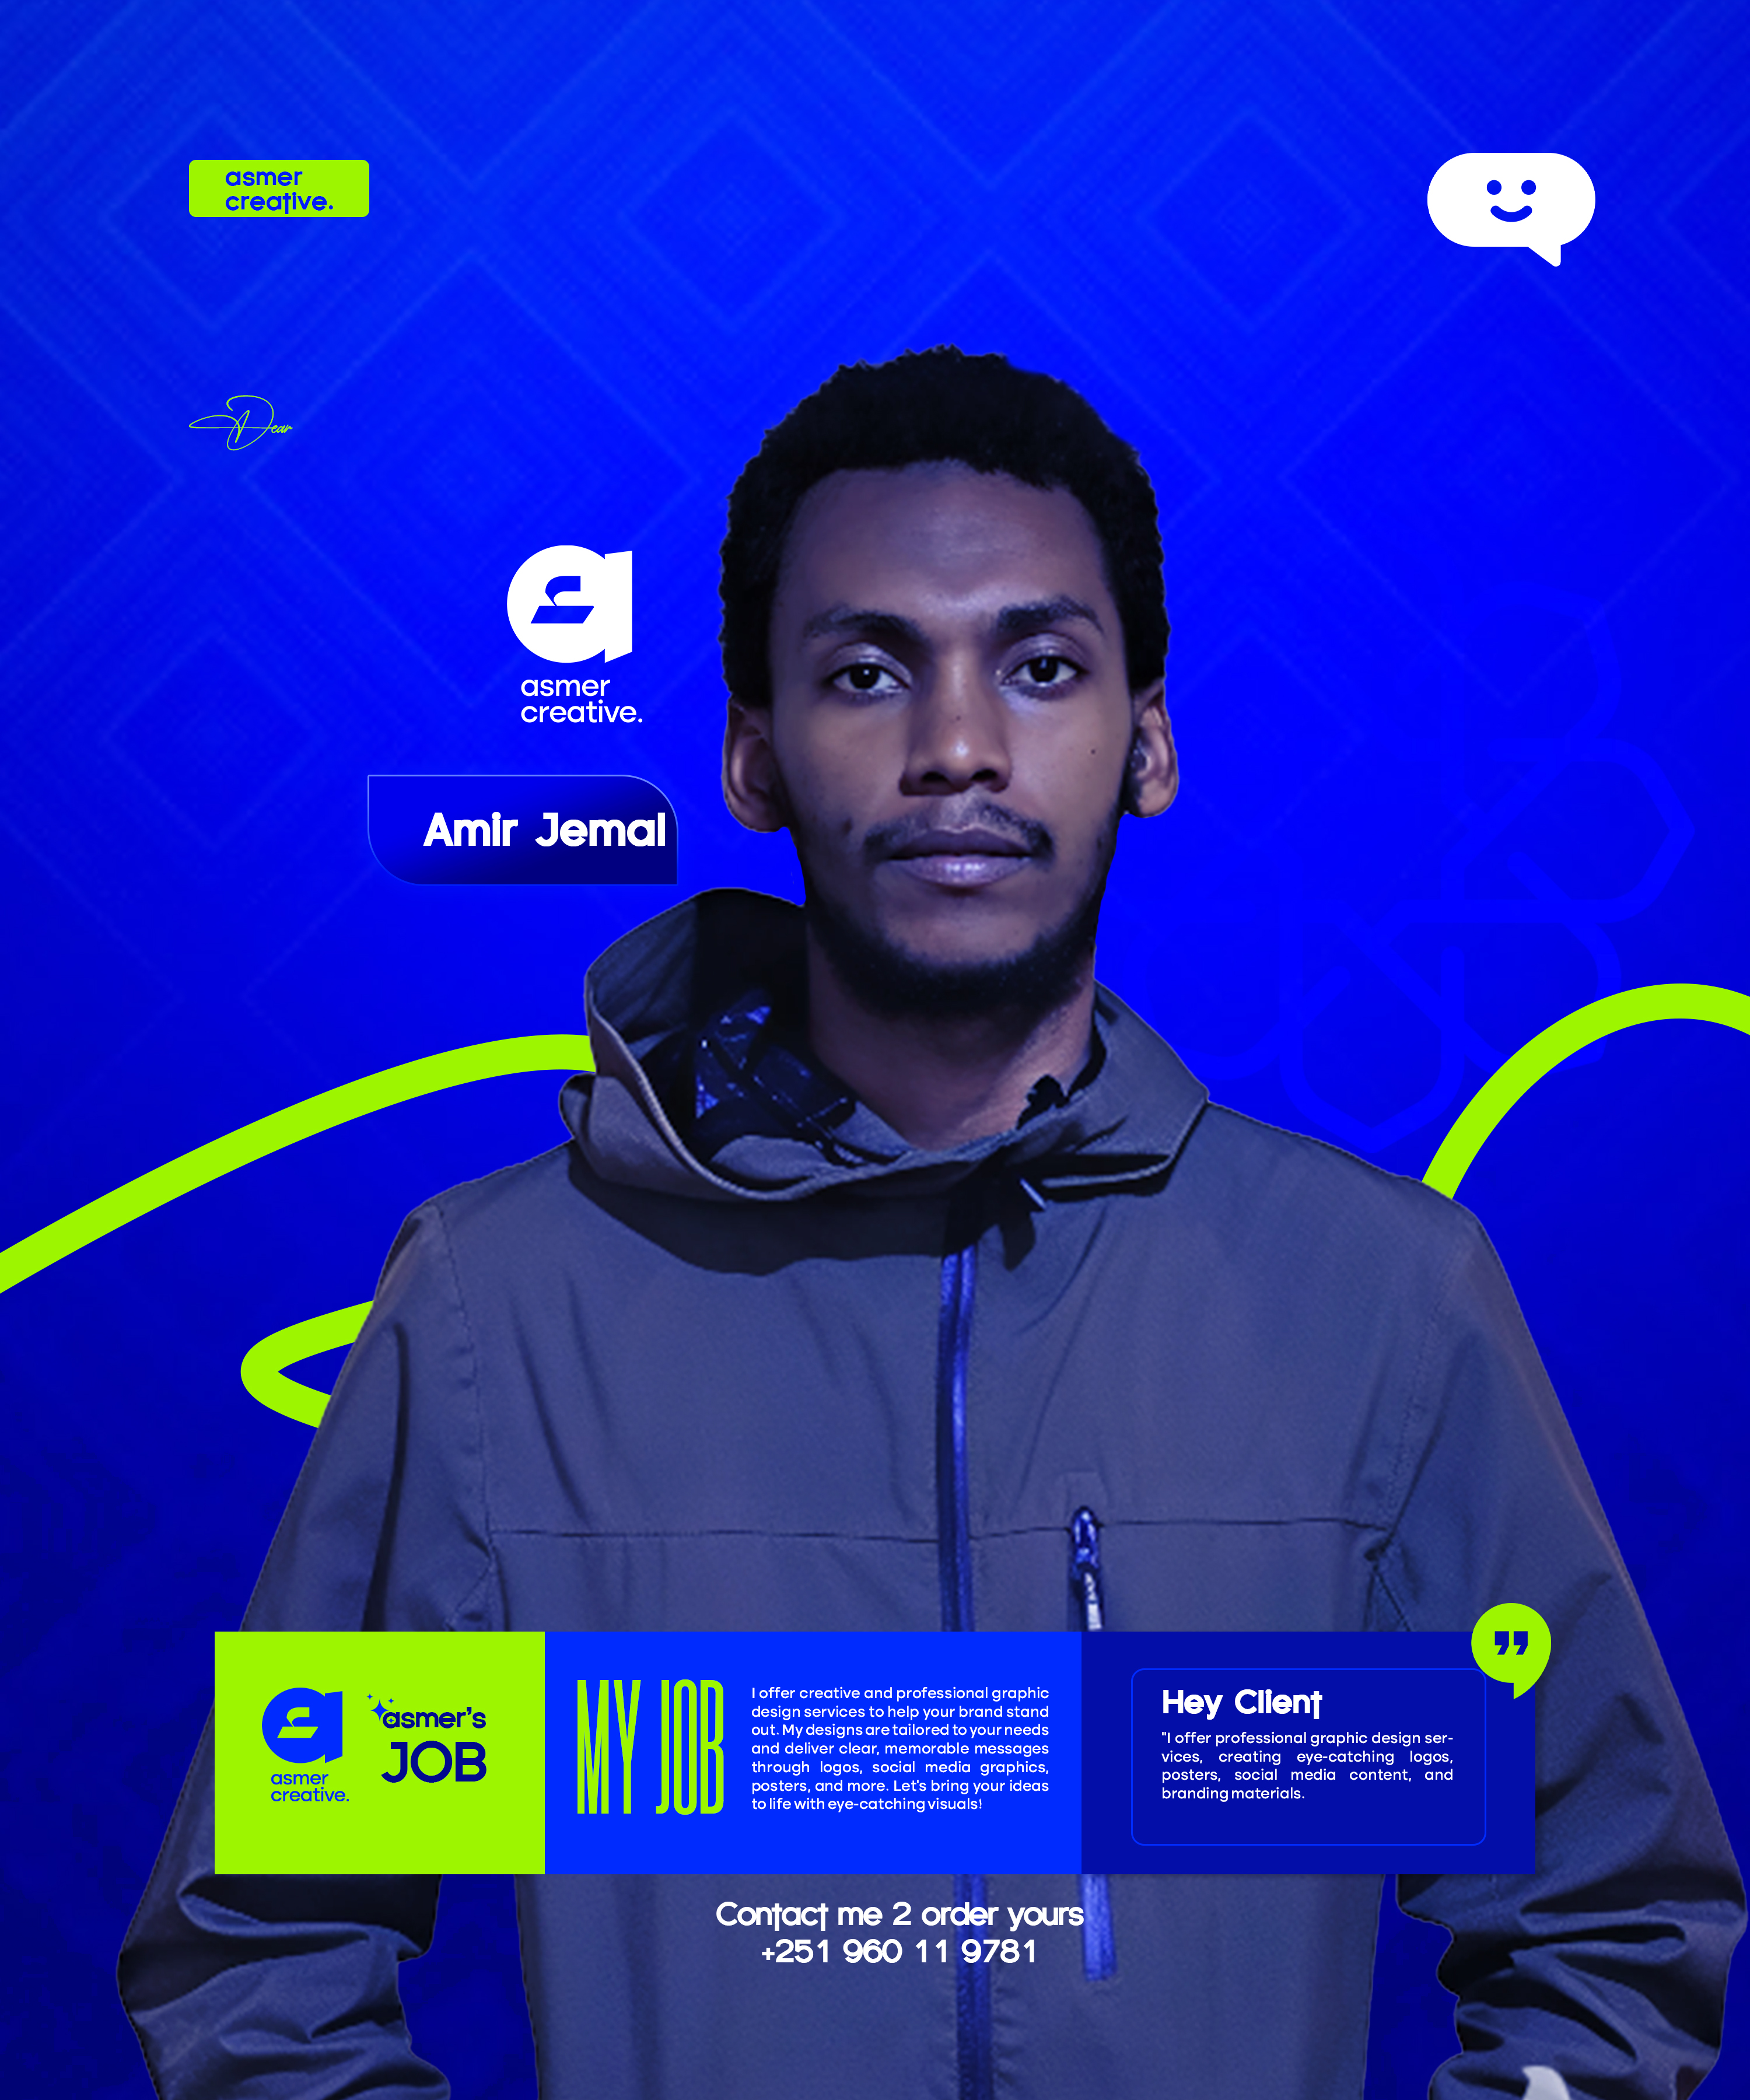 asmer
creative.
Dear
asmer
creative.
Amir Jemal
asmer
creative.
asmer's
JOB
MY JOB
I offer creative and professional graphic
design services to help your brand stand
out. My designs are tailored to your needs
and deliver clear, memorable messages
through logos, social media graphics,
posters, and more. Let's bring your ideas
to life with eye-catching visuals!
Hey Client
"I offer professional graphic design ser-
vices, creating eye-catching logos,
posters, social media content, and
branding materials.
Contact me 2 order yours
+251 960 11 9781